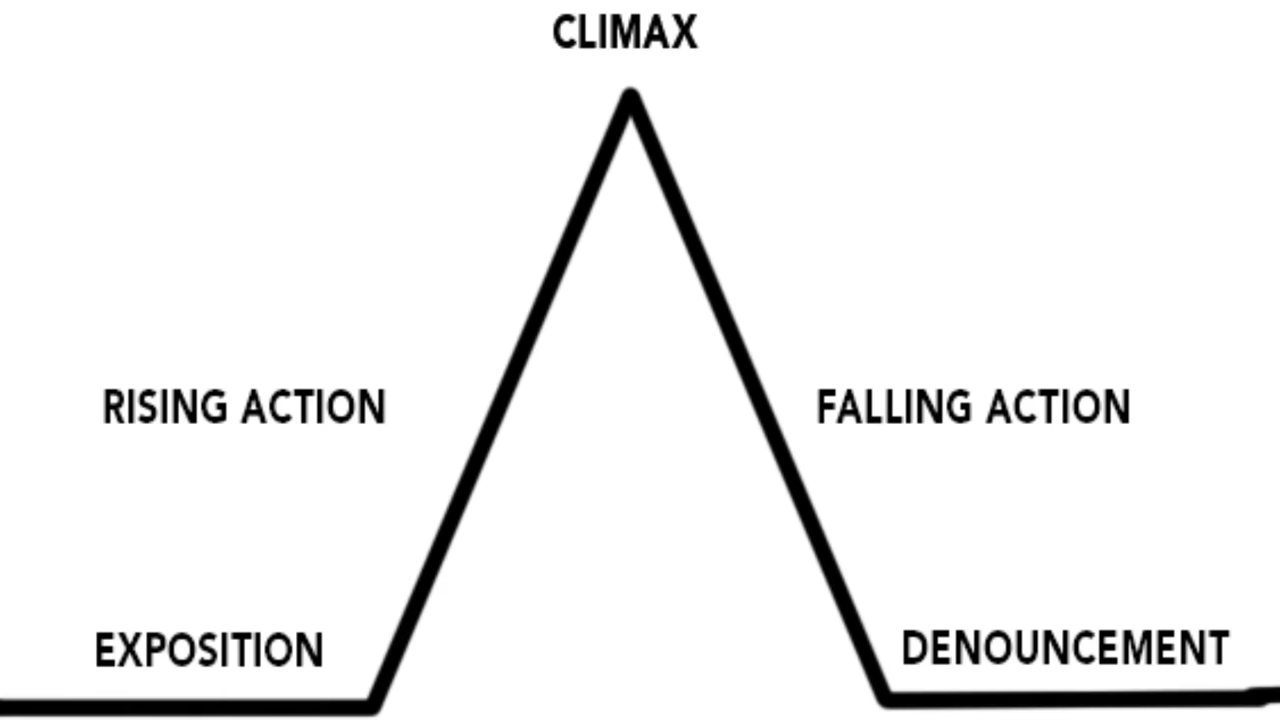 CLIMAX
RISING ACTION
FALLING ACTION
EXPOSITION
DENOUNCEMENT